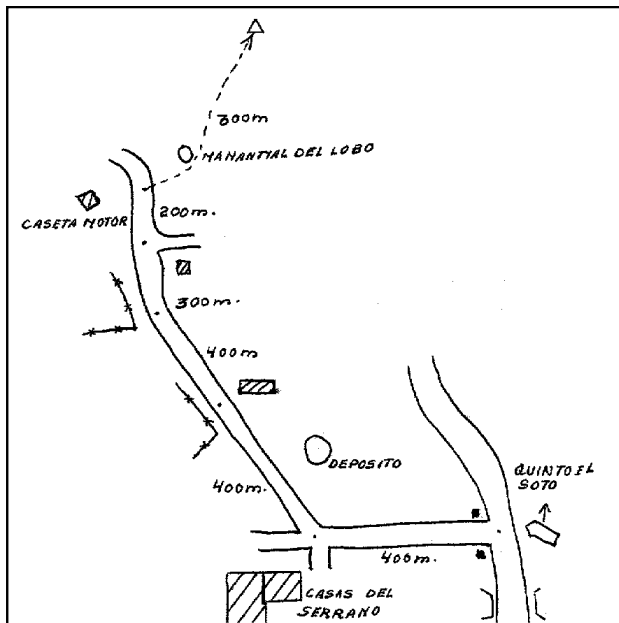 300m
MANANTIAL DEL LOBO
CASETA MOTOR
200m.
300m.
400m
DEPOSITO
QUINTO EL
SOTO
400m.
400m.
CASAS DEL
SERRANO